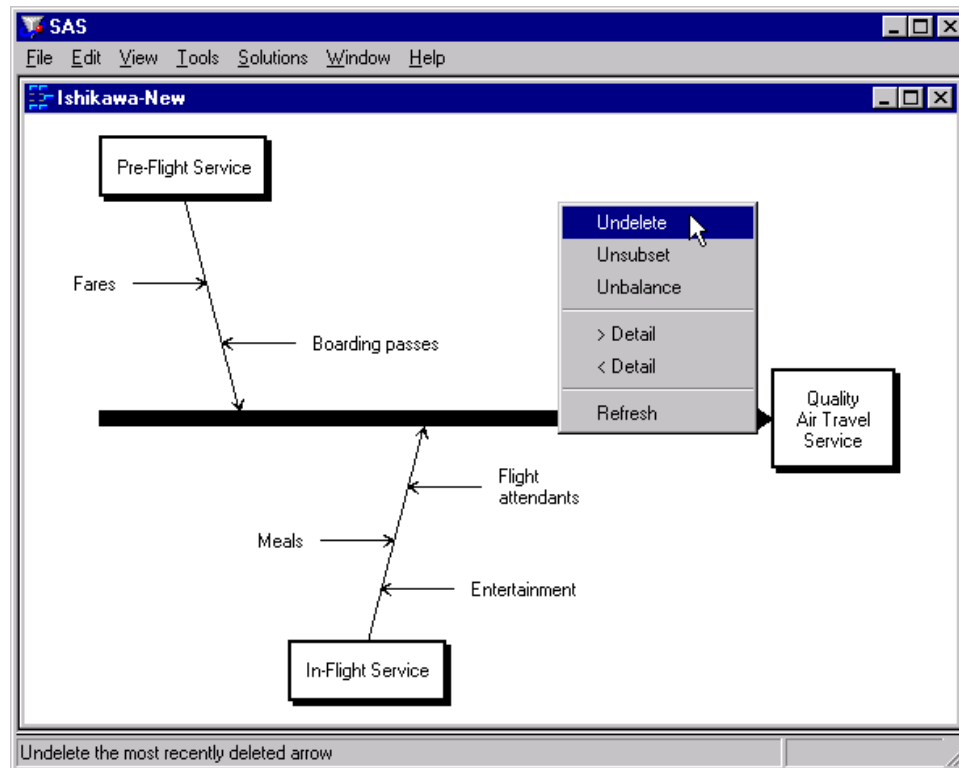 SAS
File Edit View Tools Solutions Window Help
Ishikawa-New
Pre-Flight Service
Fares
Boarding passes
Undelete
Unsubset
Unbalance
> Detail
< Detail
Refresh
Quality
Air Travel
Service
Flight
attendants
Meals
Entertainment
In-Flight Service
Undelete the most recently deleted arrow